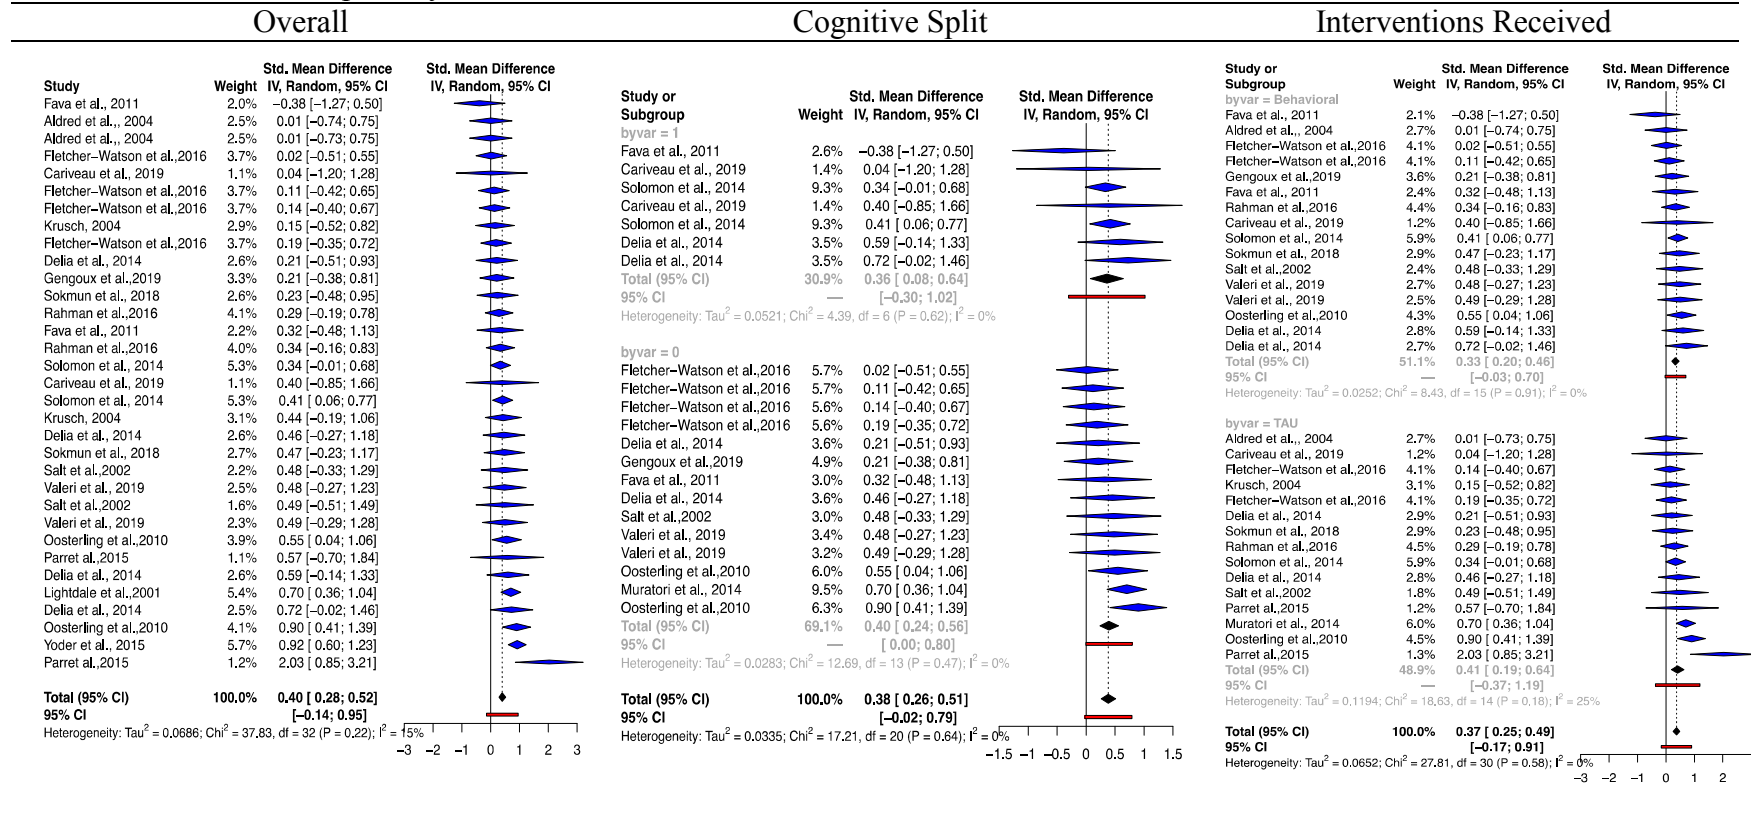 Overall
Std. Mean Difference Std. Mean Difference
Study Weight IV, Random, 95% CI IV, Random, 95% CI
Fava et al., 2011 2.0% −0.38 [−1.27; 0.50]
Aldred et al.,, 2004 2.5% 0.01 [−0.74; 0.75]
Aldred et al.,, 2004 2.5% 0.01 [−0.73; 0.75]
Fletcher−Watson et al.,2016 3.7% 0.02 [−0.51; 0.55]
Cariveau et al., 2019 1.1% 0.04 [−1.20; 1.28]
Fletcher−Watson et al.,2016 3.7% 0.11 [−0.42; 0.65]
Fletcher−Watson et al.,2016 3.7% 0.14 [−0.40; 0.67]
Krusch, 2004 2.9% 0.15 [−0.52; 0.82]
Fletcher−Watson et al.,2016 3.7% 0.19 [−0.35; 0.72]
Delia et al., 2014 2.6% 0.21 [−0.51; 0.93]
Gengoux et al.,2019 3.3% 0.21 [−0.38; 0.81]
Sokmun et al., 2018 2.6% 0.23 [−0.48; 0.95]
Rahman et al.,2016 4.1% 0.29 [−0.19; 0.78]
Fava et al., 2011 2.2% 0.32 [−0.48; 1.13]
Rahman et al.,2016 4.0% 0.34 [−0.16; 0.83]
Solomon et al., 2014 5.3% 0.34 [−0.01; 0.68]
Cariveau et al., 2019 1.1% 0.40 [−0.85; 1.66]
Solomon et al., 2014 5.3% 0.41 [ 0.06; 0.77]
Krusch, 2004 3.1% 0.44 [−0.19; 1.06]
Delia et al., 2014 2.6% 0.46 [−0.27; 1.18]
Sokmun et al., 2018 2.7% 0.47 [−0.23; 1.17]
Salt et al.,2002 2.2% 0.48 [−0.33; 1.29]
Valeri et al., 2019 2.5% 0.48 [−0.27; 1.23]
Salt et al.,2002 1.6% 0.49 [−0.51; 1.49]
Valeri et al., 2019 2.3% 0.49 [−0.29; 1.28]
Oosterling et al.,2010 3.9% 0.55 [ 0.04; 1.06]
Parret al.,2015 1.1% 0.57 [−0.70; 1.84]
Delia et al., 2014 2.6% 0.59 [−0.14; 1.33]
Lightdale et al.,2001 5.4% 0.70 [ 0.36; 1.04]
Delia et al., 2014 2.5% 0.72 [−0.02; 1.46]
Oosterling et al.,2010 4.1% 0.90 [ 0.41; 1.39]
Yoder et al., 2015 5.7% 0.92 [ 0.60; 1.23]
Parret al.,2015 1.2% 2.03 [ 0.85; 3.21]
Total (95% CI) 100.0% 0.40 [ 0.28; 0.52]
95% CI [−0.14; 0.95]
Heterogeneity: Tau² = 0.0686; Chi² = 37.83, df = 32 (P = 0.22); I² = 15%
−3 −2 −1 0 1 2 3
Cognitive Split
Study or Std. Mean Difference Std. Mean Difference
Subgroup Weight IV, Random, 95% CI IV, Random, 95% CI
byvar = 1
Fava et al., 2011 2.6% −0.38 [−1.27; 0.50]
Cariveau et al., 2019 1.4% 0.04 [−1.20; 1.28]
Solomon et al., 2014 9.3% 0.34 [−0.01; 0.68]
Cariveau et al., 2019 1.4% 0.40 [−0.85; 1.66]
Solomon et al., 2014 9.3% 0.41 [ 0.06; 0.77]
Delia et al., 2014 3.5% 0.59 [−0.14; 1.33]
Delia et al., 2014 3.5% 0.72 [−0.02; 1.46]
Total (95% CI) 30.9% 0.36 [ 0.08; 0.64]
95% CI — [−0.30; 1.02]
Heterogeneity: Tau² = 0.0521; Chi² = 4.39, df = 6 (P = 0.62); I² = 0%
byvar = 0
Fletcher−Watson et al.,2016 5.7% 0.02 [−0.51; 0.55]
Fletcher−Watson et al.,2016 5.7% 0.11 [−0.42; 0.65]
Fletcher−Watson et al.,2016 5.6% 0.14 [−0.40; 0.67]
Fletcher−Watson et al.,2016 5.6% 0.19 [−0.35; 0.72]
Delia et al., 2014 3.6% 0.21 [−0.51; 0.93]
Gengoux et al.,2019 4.9% 0.21 [−0.38; 0.81]
Fava et al., 2011 3.0% 0.32 [−0.48; 1.13]
Delia et al., 2014 3.6% 0.46 [−0.27; 1.18]
Salt et al.,2002 3.0% 0.48 [−0.33; 1.29]
Valeri et al., 2019 3.4% 0.48 [−0.27; 1.23]
Valeri et al., 2019 3.2% 0.49 [−0.29; 1.28]
Oosterling et al.,2010 6.0% 0.55 [ 0.04; 1.06]
Muratori et al., 2014 9.5% 0.70 [ 0.36; 1.04]
Oosterling et al.,2010 6.3% 0.90 [ 0.41; 1.39]
Total (95% CI) 69.1% 0.40 [ 0.24; 0.56]
95% CI — [ 0.00; 0.80]
Heterogeneity: Tau² = 0.0283; Chi² = 12.69, df = 13 (P = 0.47); I² = 0%
Total (95% CI) 100.0% 0.38 [ 0.26; 0.51]
95% CI [−0.02; 0.79]
Heterogeneity: Tau² = 0.0335; Chi² = 17.21, df = 20 (P = 0.64); I² = 0%
−1.5 −1 −0.5 0 0.5 1 1.5
Interventions Received
Study or Std. Mean Difference Std. Mean Difference
Subgroup Weight IV, Random, 95% CI IV, Random, 95% CI
byvar = Behavioral
Fava et al., 2011 2.1% −0.38 [−1.27; 0.50]
Aldred et al., 2004 2.7% 0.01 [−0.74; 0.75]
Fletcher−Watson et al.,2016 4.1% 0.02 [−0.51; 0.55]
Fletcher−Watson et al.,2016 4.1% 0.11 [−0.42; 0.65]
Gengoux et al.,2019 3.6% 0.21 [−0.38; 0.81]
Fava et al., 2011 2.4% 0.32 [−0.48; 1.13]
Rahman et al.,2016 4.4% 0.34 [−0.16; 0.83]
Cariveau et al., 2019 1.2% 0.40 [−0.85; 1.66]
Solomon et al., 2014 5.9% 0.41 [ 0.06; 0.77]
Sokmun et al., 2018 2.9% 0.47 [−0.23; 1.17]
Salt et al.,2002 2.4% 0.48 [−0.33; 1.29]
Valeri et al., 2019 2.7% 0.48 [−0.27; 1.23]
Valeri et al., 2019 2.5% 0.49 [−0.29; 1.28]
Oosterling et al.,2010 4.2% 0.55 [ 0.04; 1.06]
Delia et al., 2014 2.8% 0.59 [−0.14; 1.33]
Delia et al., 2014 2.7% 0.72 [−0.02; 1.46]
Total (95% CI) 51.1% 0.33 [ 0.20; 0.46]
95% CI — [−0.03; 0.70]
Heterogeneity: Tau² = 0.0252; Chi² = 8.43, df = 15 (P = 0.91); I² = 0%
byvar = TAU
Aldred et al.,, 2004 2.7% 0.01 [−0.73; 0.75]
Cariveau et al., 2019 1.2% 0.04 [−1.20; 1.28]
Fletcher−Watson et al.,2016 4.1% 0.14 [−0.40; 0.67]
Krusch, 2004 3.1% 0.15 [−0.52; 0.82]
Fletcher−Watson et al.,2016 4.1% 0.19 [−0.35; 0.72]
Delia et al., 2014 2.9% 0.21 [−0.51; 0.93]
Sokmun et al., 2018 2.9% 0.23 [−0.48; 0.95]
Rahman et al.,2016 4.5% 0.29 [−0.19; 0.78]
Solomon et al., 2014 5.9% 0.34 [−0.01; 0.68]
Delia et al., 2014 2.8% 0.46 [−0.27; 1.18]
Salt et al.,2002 1.8% 0.49 [−0.51; 1.49]
Parret al.,2015 1.2% 0.57 [−0.70; 1.84]
Muratori et al., 2014 6.0% 0.70 [ 0.36; 1.04]
Oosterling et al.,2010 4.5% 0.90 [ 0.41; 1.39]
Parret al.,2015 1.3% 2.03 [ 0.85; 3.21]
Total (95% CI) 48.9% 0.41 [ 0.19; 0.64]
95% CI — [−0.37; 1.19]
Heterogeneity: Tau² = 0.1194; Chi² = 18.63, df = 14 (P = 0.18); I² = 25%
Total (95% CI) 100.0% 0.37 [ 0.25; 0.49]
95% CI [−0.17; 0.91]
Heterogeneity: Tau² = 0.0652; Chi² = 27.81, df = 30 (P = 0.58); I² = 0%
−3 −2 −1 0 1 2